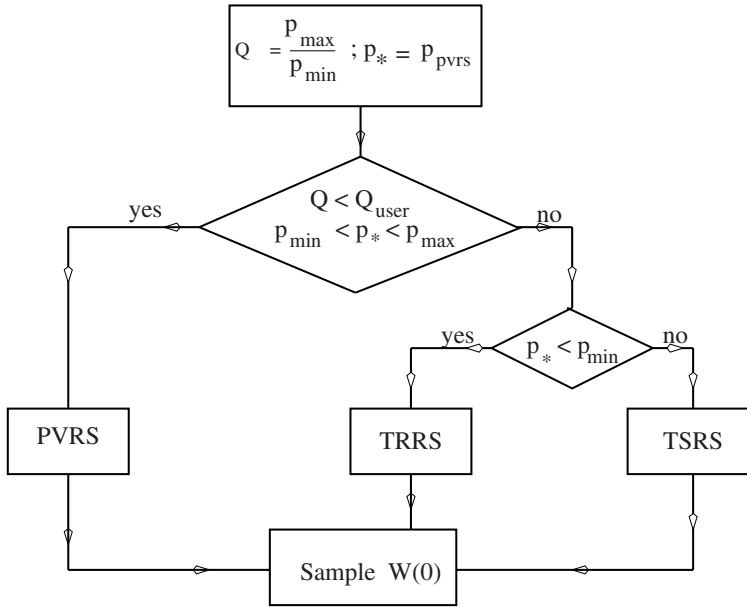 Q = p_max / p_min ; p_* = p_pvrs
Q < Q_user
p_min < p_* < p_max
yes
no
yes
no
p_* < p_min
PVRS
TRRS
TSRS
Sample W(0)